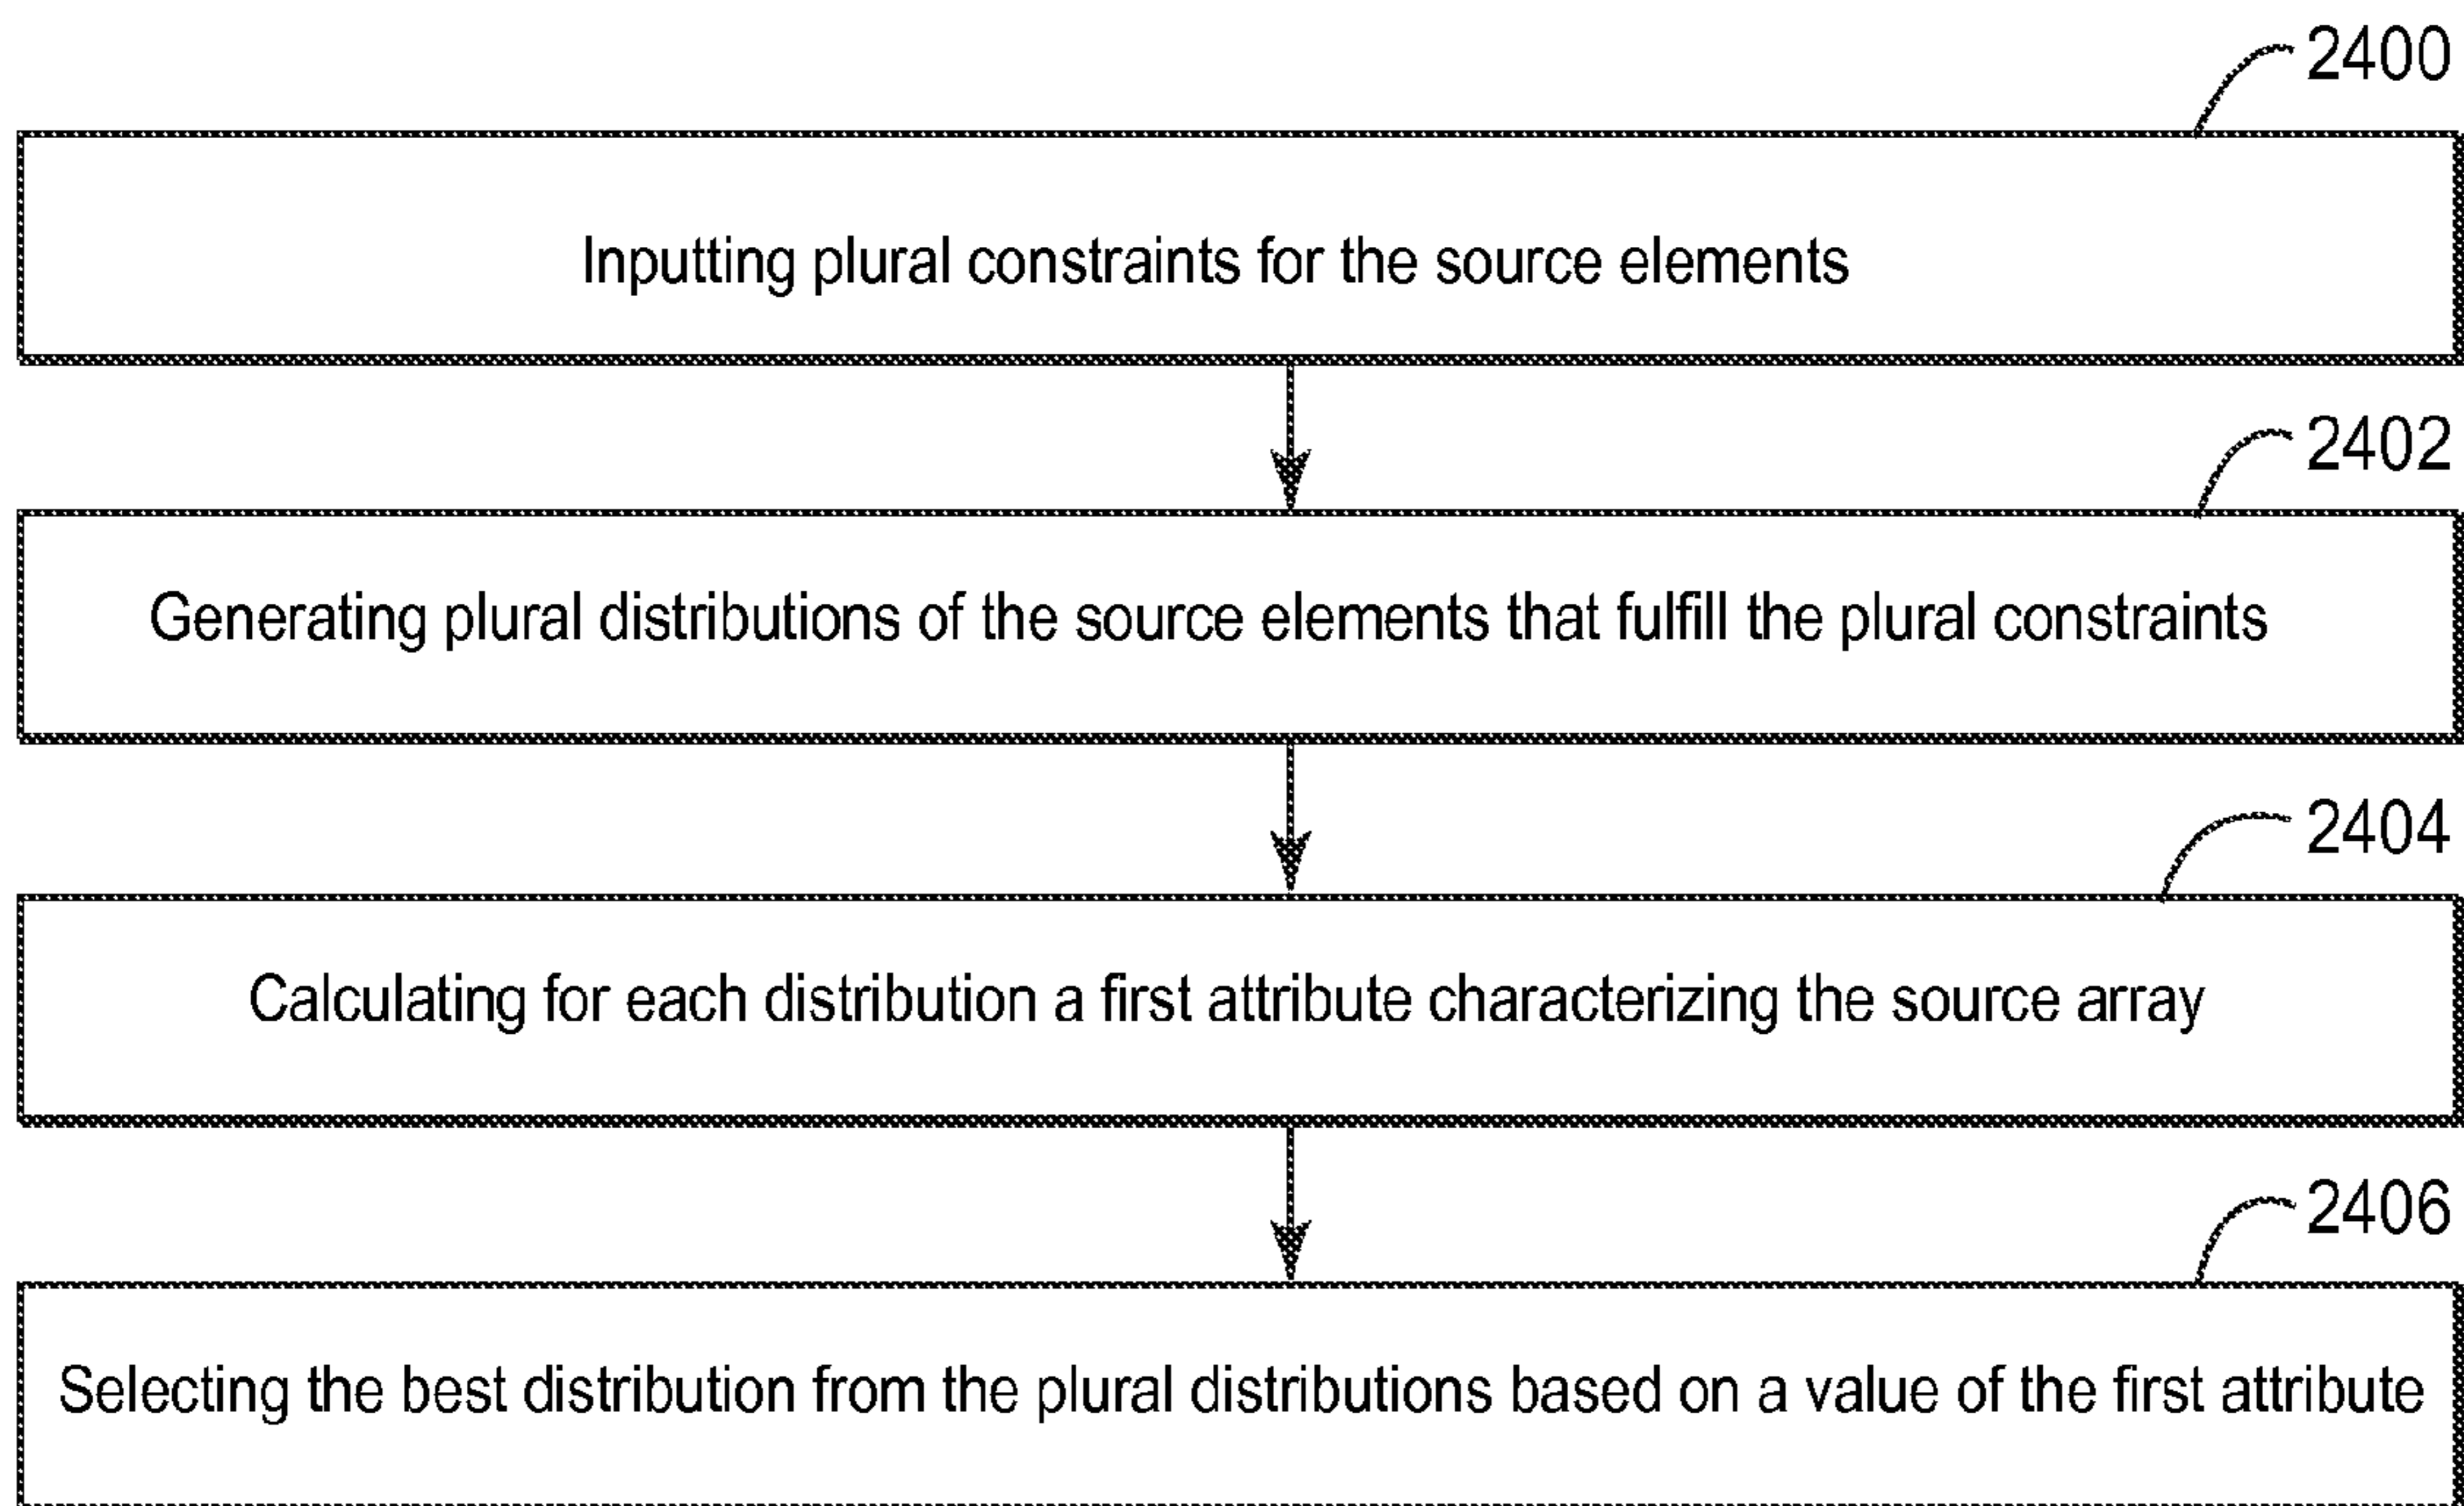 2400
Inputting plural constraints for the source elements
2402
Generating plural distributions of the source elements that fulfill the plural constraints
2404
Calculating for each distribution a first attribute characterizing the source array
2406
Selecting the best distribution from the plural distributions based on a value of the first attribute